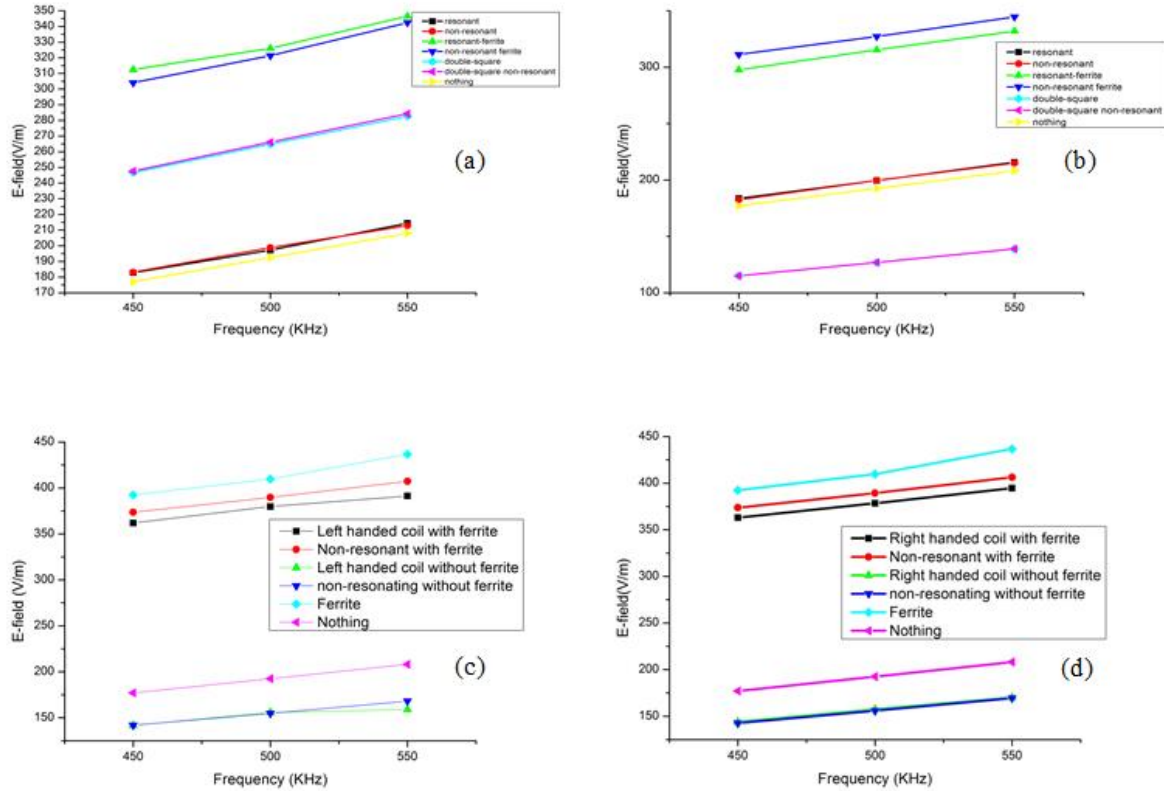 350
340
330
320
310
300
290
280
270
260
250
240
230
220
210
200
190
180
170
E-field(V/m)
450
500
550
Frequency (KHz)
resonant
non-resonant
resonant-ferrite
non-resonant ferrite
double-square
double-square non-resonant
nothing
(a)
300
200
100
E-field(V/m)
450
500
550
Frequency (KHz)
resonant
non-resonant
resonant-ferrite
non-resonant ferrite
double-square
double-square non-resonant
nothing
(b)
450
400
350
300
250
200
150
E-field (V/m)
450
500
550
Frequency (KHz)
Left handed coil with ferrite
Non-resonant with ferrite
Left handed coil without ferrite
non-resonating without ferrite
Ferrite
Nothing
(c)
450
400
350
300
250
200
150
E-field(V/m)
450
500
550
Frequency (KHz)
Right handed coil with ferrite
Non-resonant with ferrite
Right handed coil without ferrite
non-resonating without ferrite
Ferrite
Nothing
(d)